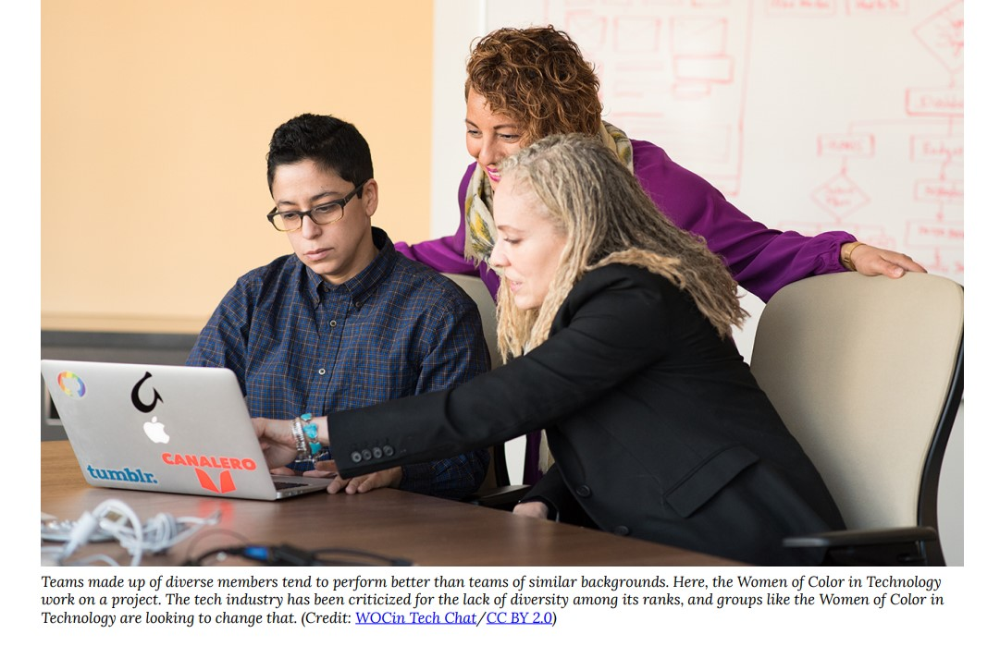 tumblr.
CANALERO
Teams made up of diverse members tend to perform better than teams of similar backgrounds. Here, the Women of Color in Technology
work on a project. The tech industry has been criticized for the lack of diversity among its ranks, and groups like the Women of Color in
Technology are looking to change that. (Credit: WOCin Tech Chat/CC BY 2.0)